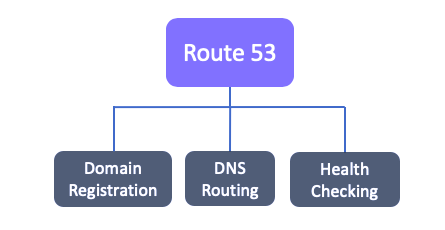 Route 53
Domain
Registration
DNS
Routing
Health
Checking